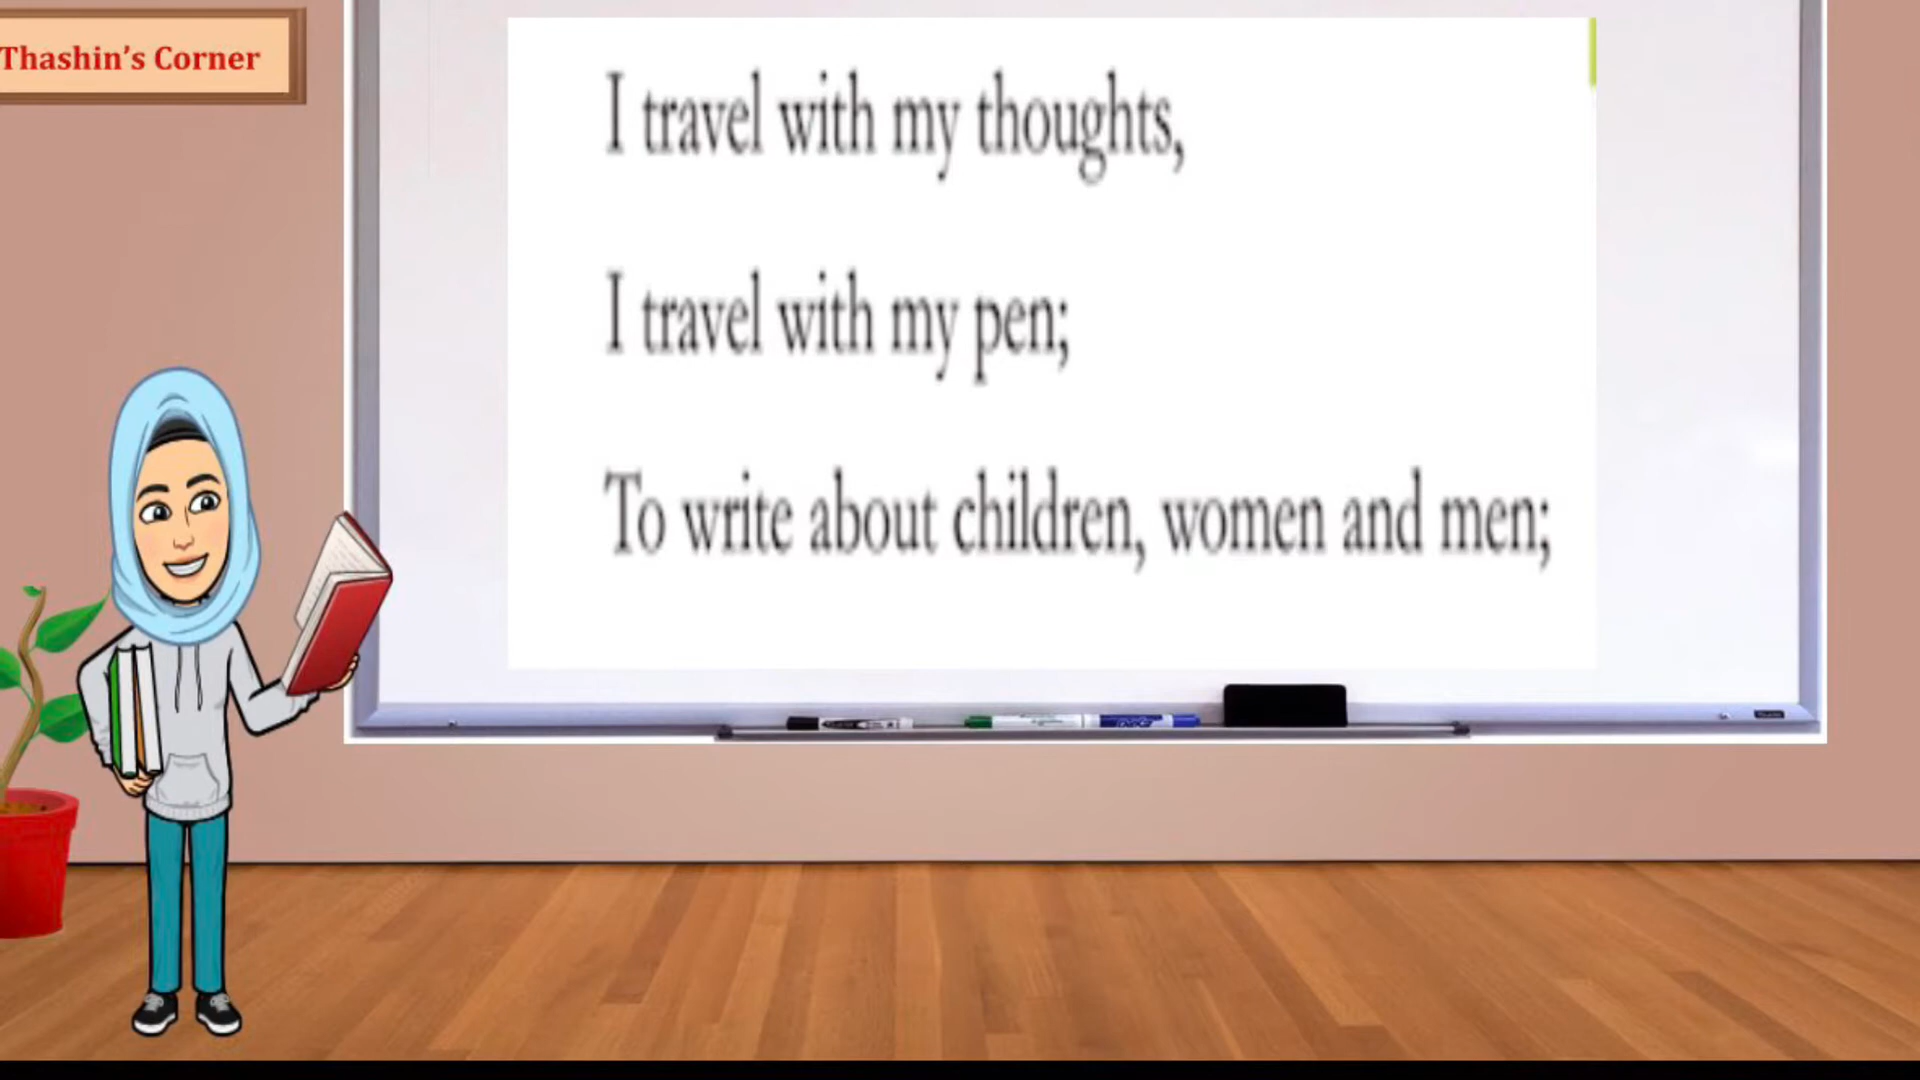 Thashin's Corner
I travel with my thoughts,
I travel with my pen;
To write about children, women and men;